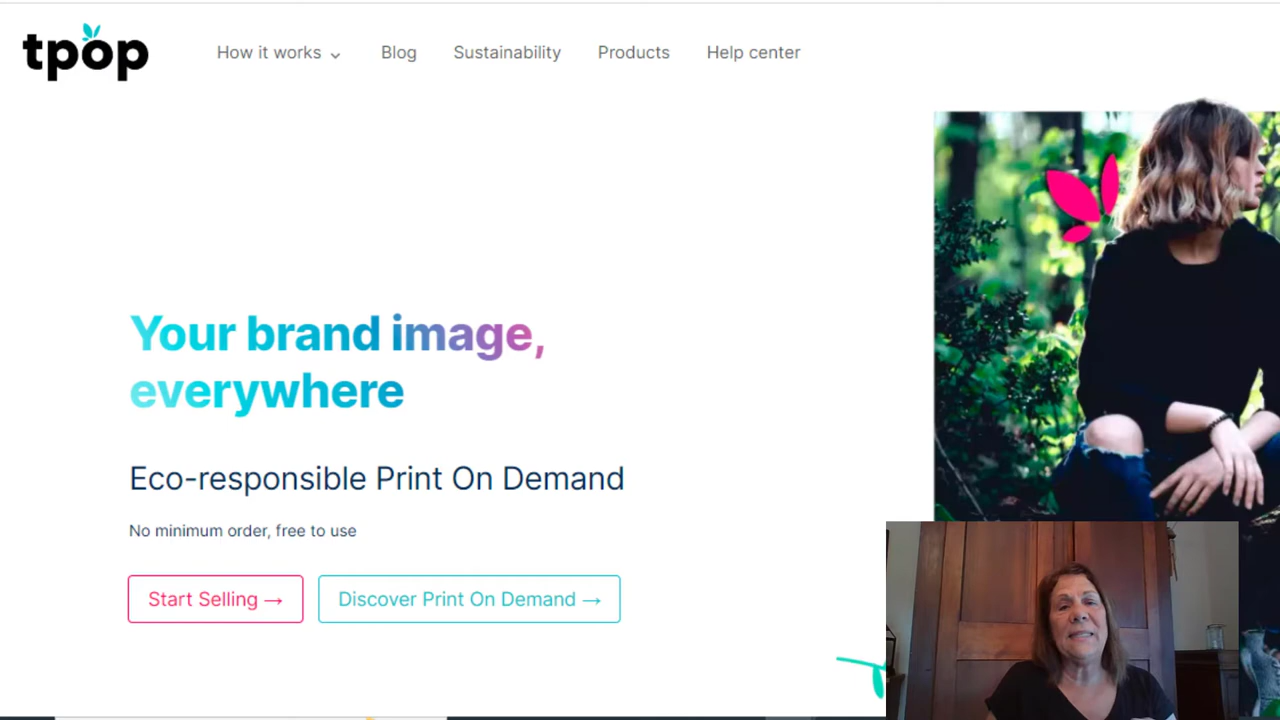 tpop
How it works
Blog
Sustainability
Products
Help center
Your brand image,
everywhere
Eco-responsible Print On Demand
No minimum order, free to use
Start Selling →
Discover Print On Demand →